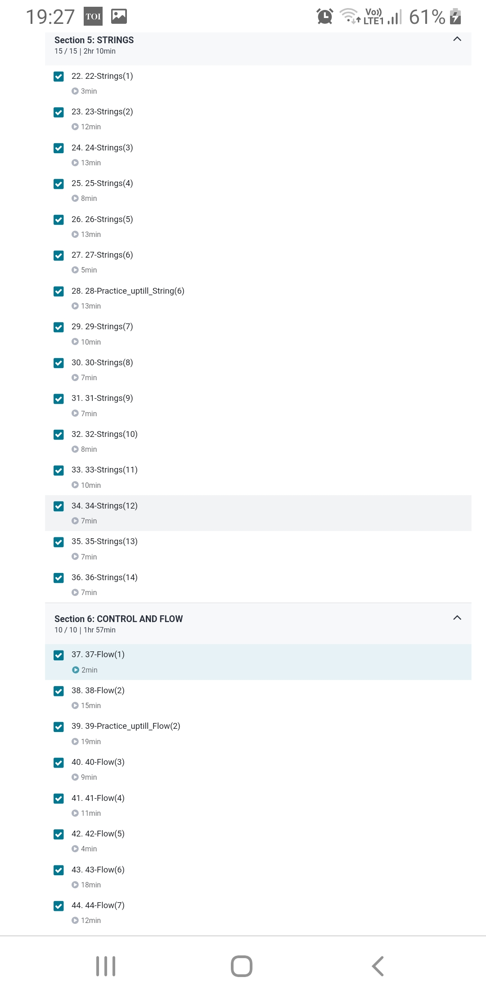 19:27 TOI Vo)) LTE1 61%
Section 5: STRINGS
15 / 15 | 2hr 10min
22. 22-Strings(1)
3min
23. 23-Strings(2)
12min
24. 24-Strings(3)
13min
25. 25-Strings(4)
8min
26. 26-Strings(5)
13min
27. 27-Strings(6)
5min
28. 28-Practice_uptill_String(6)
13min
29. 29-Strings(7)
10min
30. 30-Strings(8)
7min
31. 31-Strings(9)
7min
32. 32-Strings(10)
8min
33. 33-Strings(11)
10min
34. 34-Strings(12)
7min
35. 35-Strings(13)
7min
36. 36-Strings(14)
7min
Section 6: CONTROL AND FLOW
10 / 10 | 1hr 57min
37. 37-Flow(1)
2min
38. 38-Flow(2)
15min
39. 39-Practice_uptill_Flow(2)
19min
40. 40-Flow(3)
9min
41. 41-Flow(4)
11min
42. 42-Flow(5)
4min
43. 43-Flow(6)
18min
44. 44-Flow(7)
12min